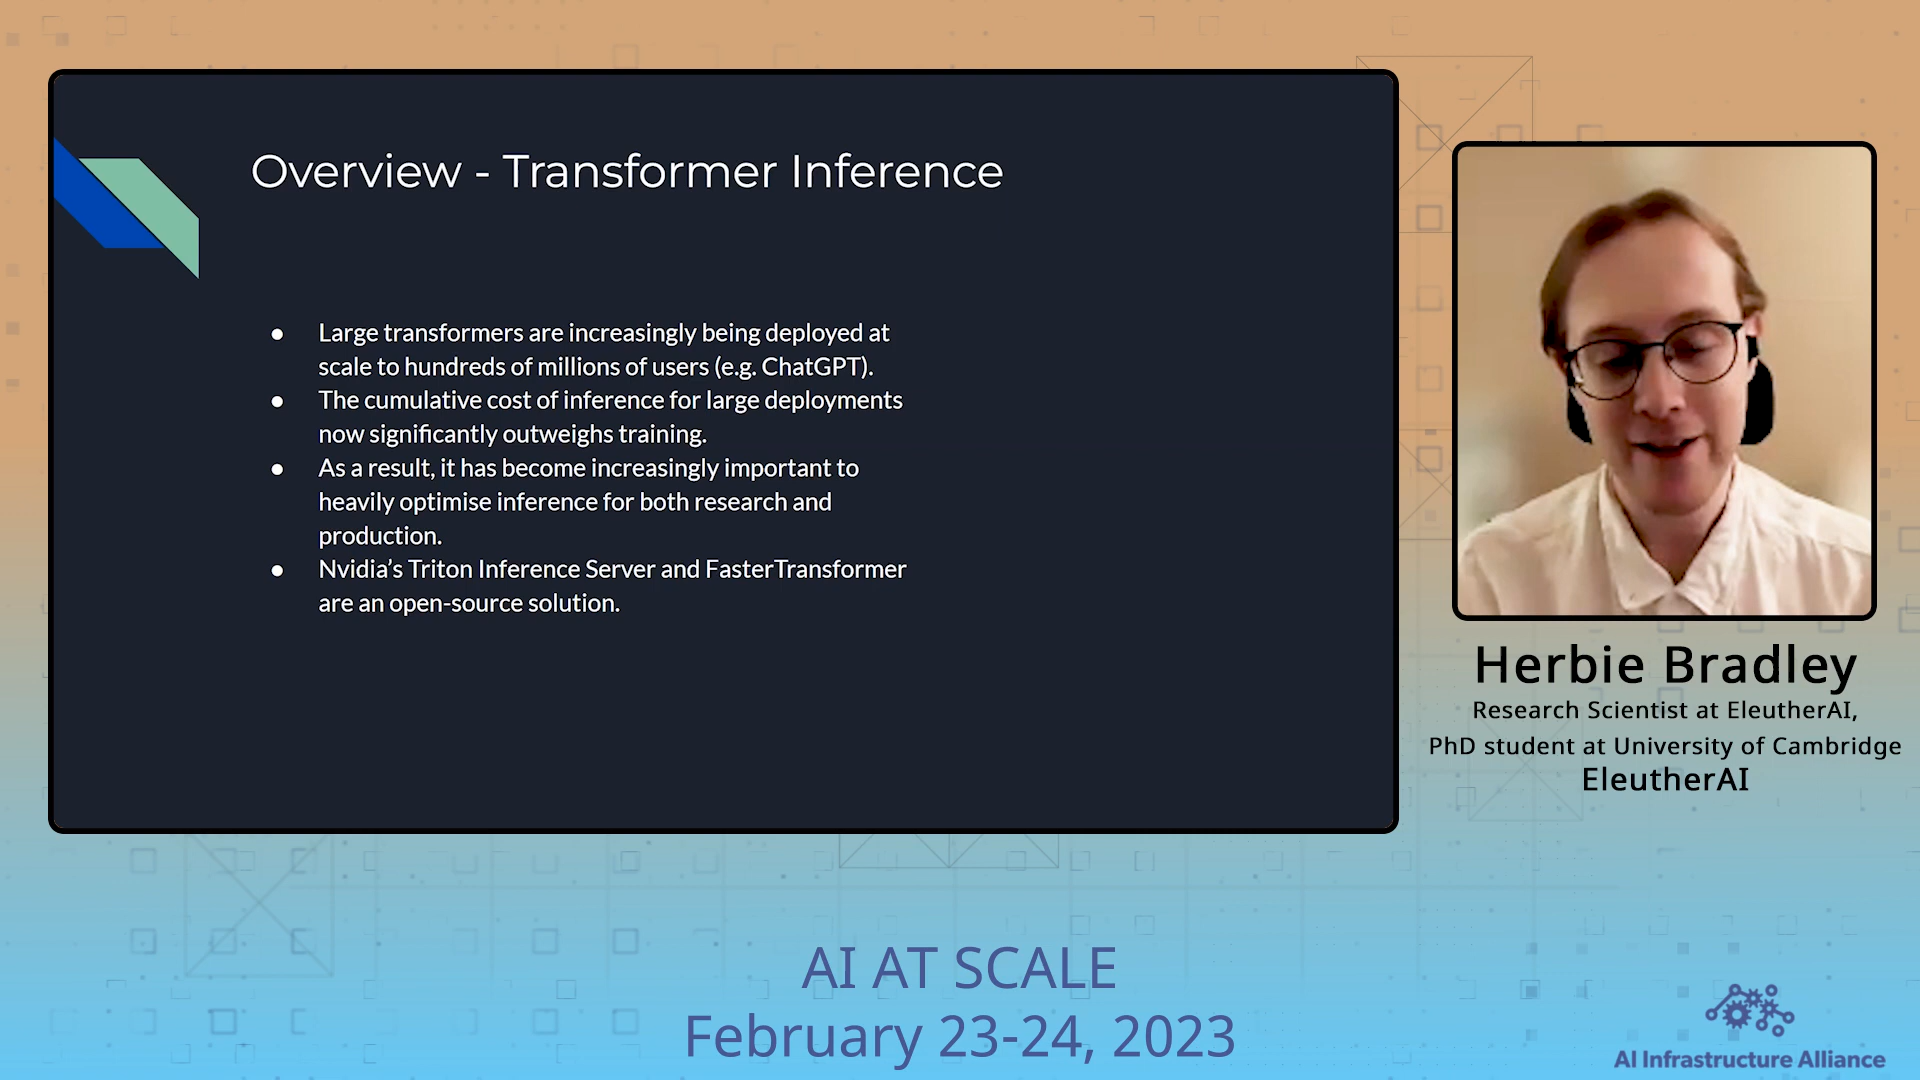 Overview - Transformer Inference
● Large transformers are increasingly being deployed at
scale to hundreds of millions of users (e.g. ChatGPT).
● The cumulative cost of inference for large deployments
now significantly outweighs training.
● As a result, it has become increasingly important to
heavily optimise inference for both research and
production.
● Nvidia’s Triton Inference Server and FasterTransformer
are an open-source solution.
Herbie Bradley
Research Scientist at EleutherAI,
PhD student at University of Cambridge
EleutherAI
AI AT SCALE
February 23-24, 2023
AI Infrastructure Alliance